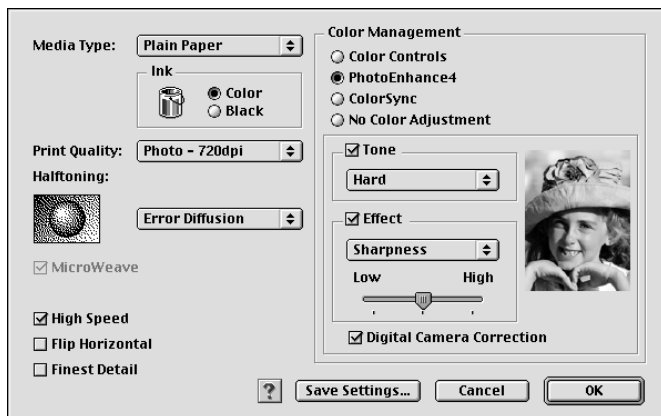 Media Type:
Plain Paper
Ink
Color
Black
Print Quality:
Photo - 720dpi
Halftoning:
Error Diffusion
MicroWeave
High Speed
Flip Horizontal
Finest Detail
Color Management
Color Controls
PhotoEnhance4
ColorSync
No Color Adjustment
Tone
Hard
Effect
Sharpness
Low High
Digital Camera Correction
? Save Settings... Cancel OK